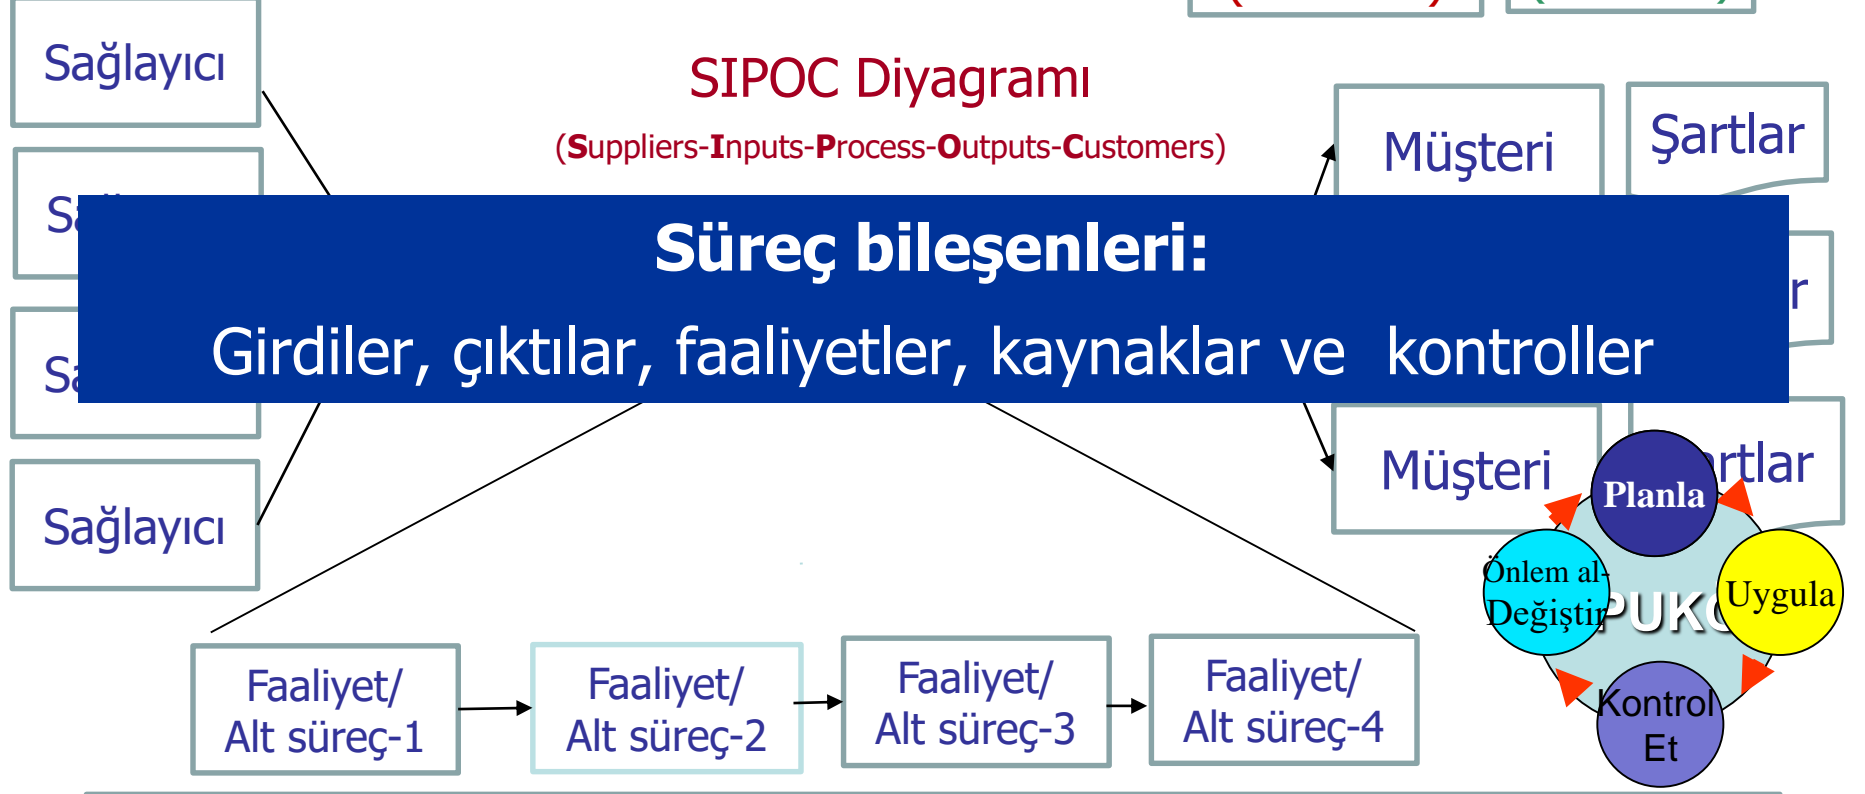 Sağlayıcı
SIPOC Diyagramı
(Suppliers-Inputs-Process-Outputs-Customers)
Müşteri
Şartlar
Süreç bileşenleri:
Girdiler, çıktılar, faaliyetler, kaynaklar ve kontroller
Müşteri
Sağlayıcı
Planla
Önlem al-
Değiştir
Uygula
Kontrol
Et
Faaliyet/
Alt süreç-1
Faaliyet/
Alt süreç-2
Faaliyet/
Alt süreç-3
Faaliyet/
Alt süreç-4